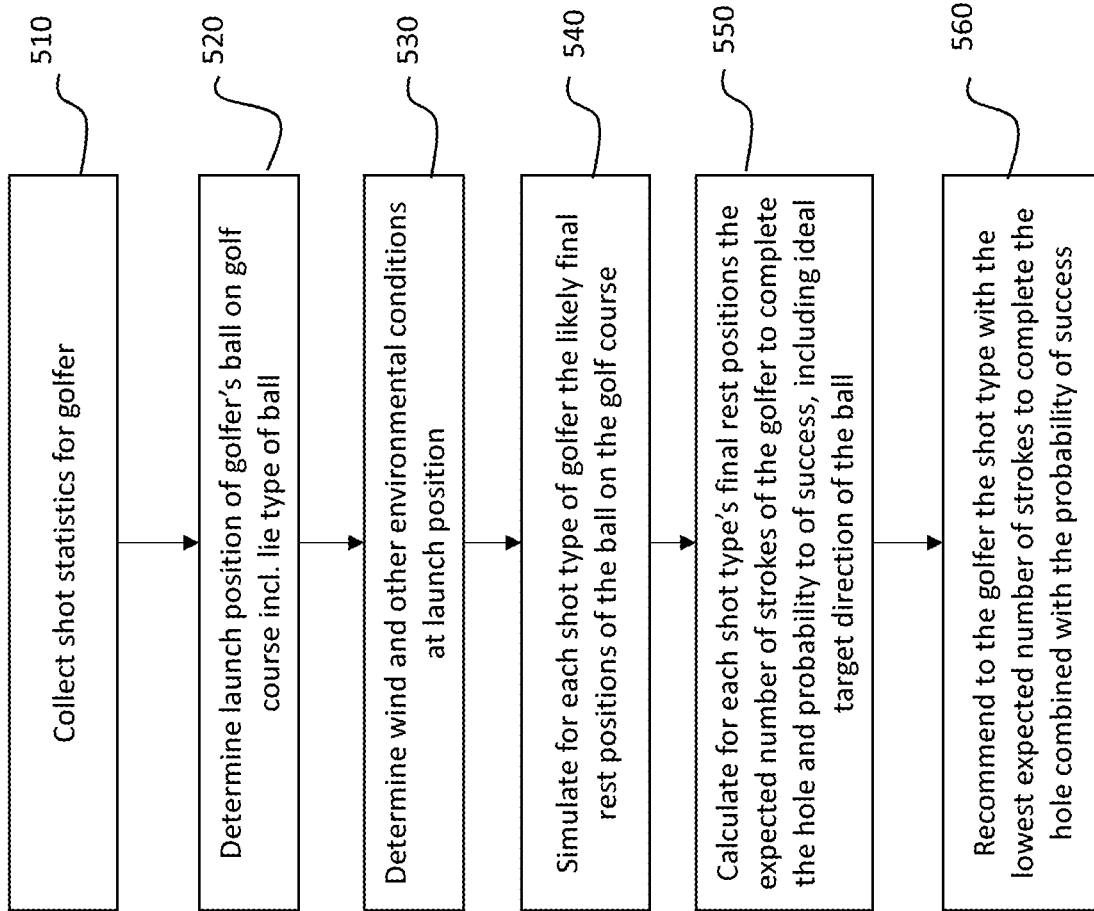 Collect shot statistics for golfer
510
Determine launch position of golfer's ball on golf
course incl. lie type of ball
520
Determine wind and other environmental conditions
at launch position
530
Simulate for each shot type of golfer the likely final
rest positions of the ball on the golf course
540
Calculate for each shot type's final rest positions the
expected number of strokes of the golfer to complete
the hole and probability to of success, including ideal
target direction of the ball
550
Recommend to the golfer the shot type with the
lowest expected number of strokes to complete the
hole combined with the probability of success
560